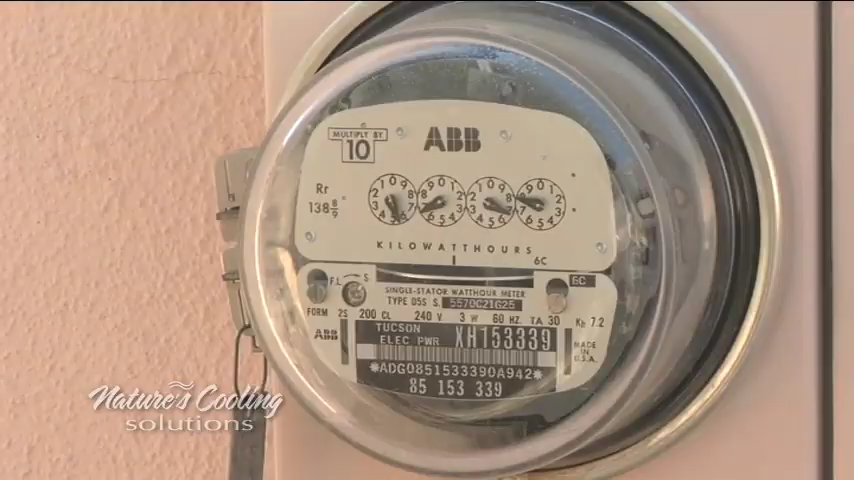 MULTIPLY BY
10
ABB
Rr
138 8/9
KILOWATTHOURS
6C
F.L. S
6C
SINGLE-STATOR WATTHOUR METER
TYPE D5S S. 5570C21G25
FORM 2S 200 CL 240 V 3 W 60 HZ. TA 30 Kh 7.2
ABB
TUCSON
ELEC PWR
XH153339
MADE
IN
U.S.A.
*ADG0851533390A942*
85 153 339
Nature's Cooling
solutions